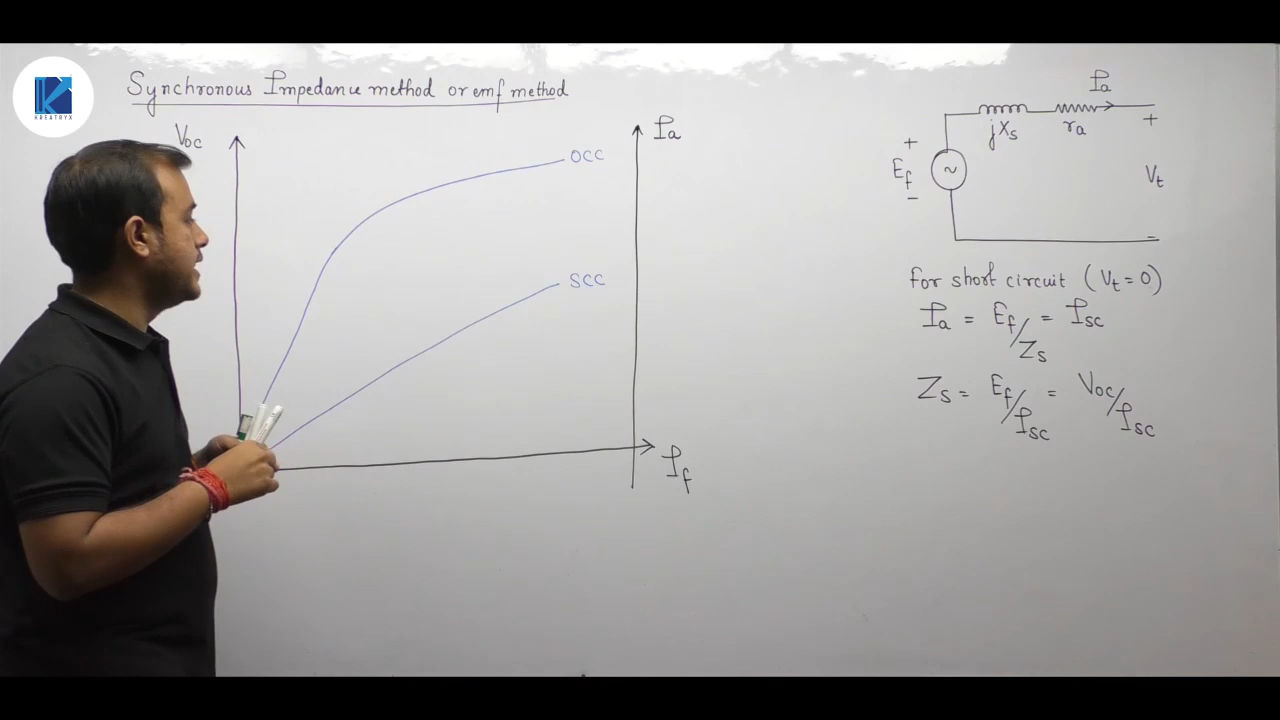 KREATRYX
Synchronous Impedance method or emf method
Voc
Ia
OCC
SCC
If
Ia
+
jXs
ra
+
Ef
~
Vt
−
−
for short circuit (Vt = 0)
Ia = Ef/Zs = Isc
Zs = Ef/Isc = Voc/Isc